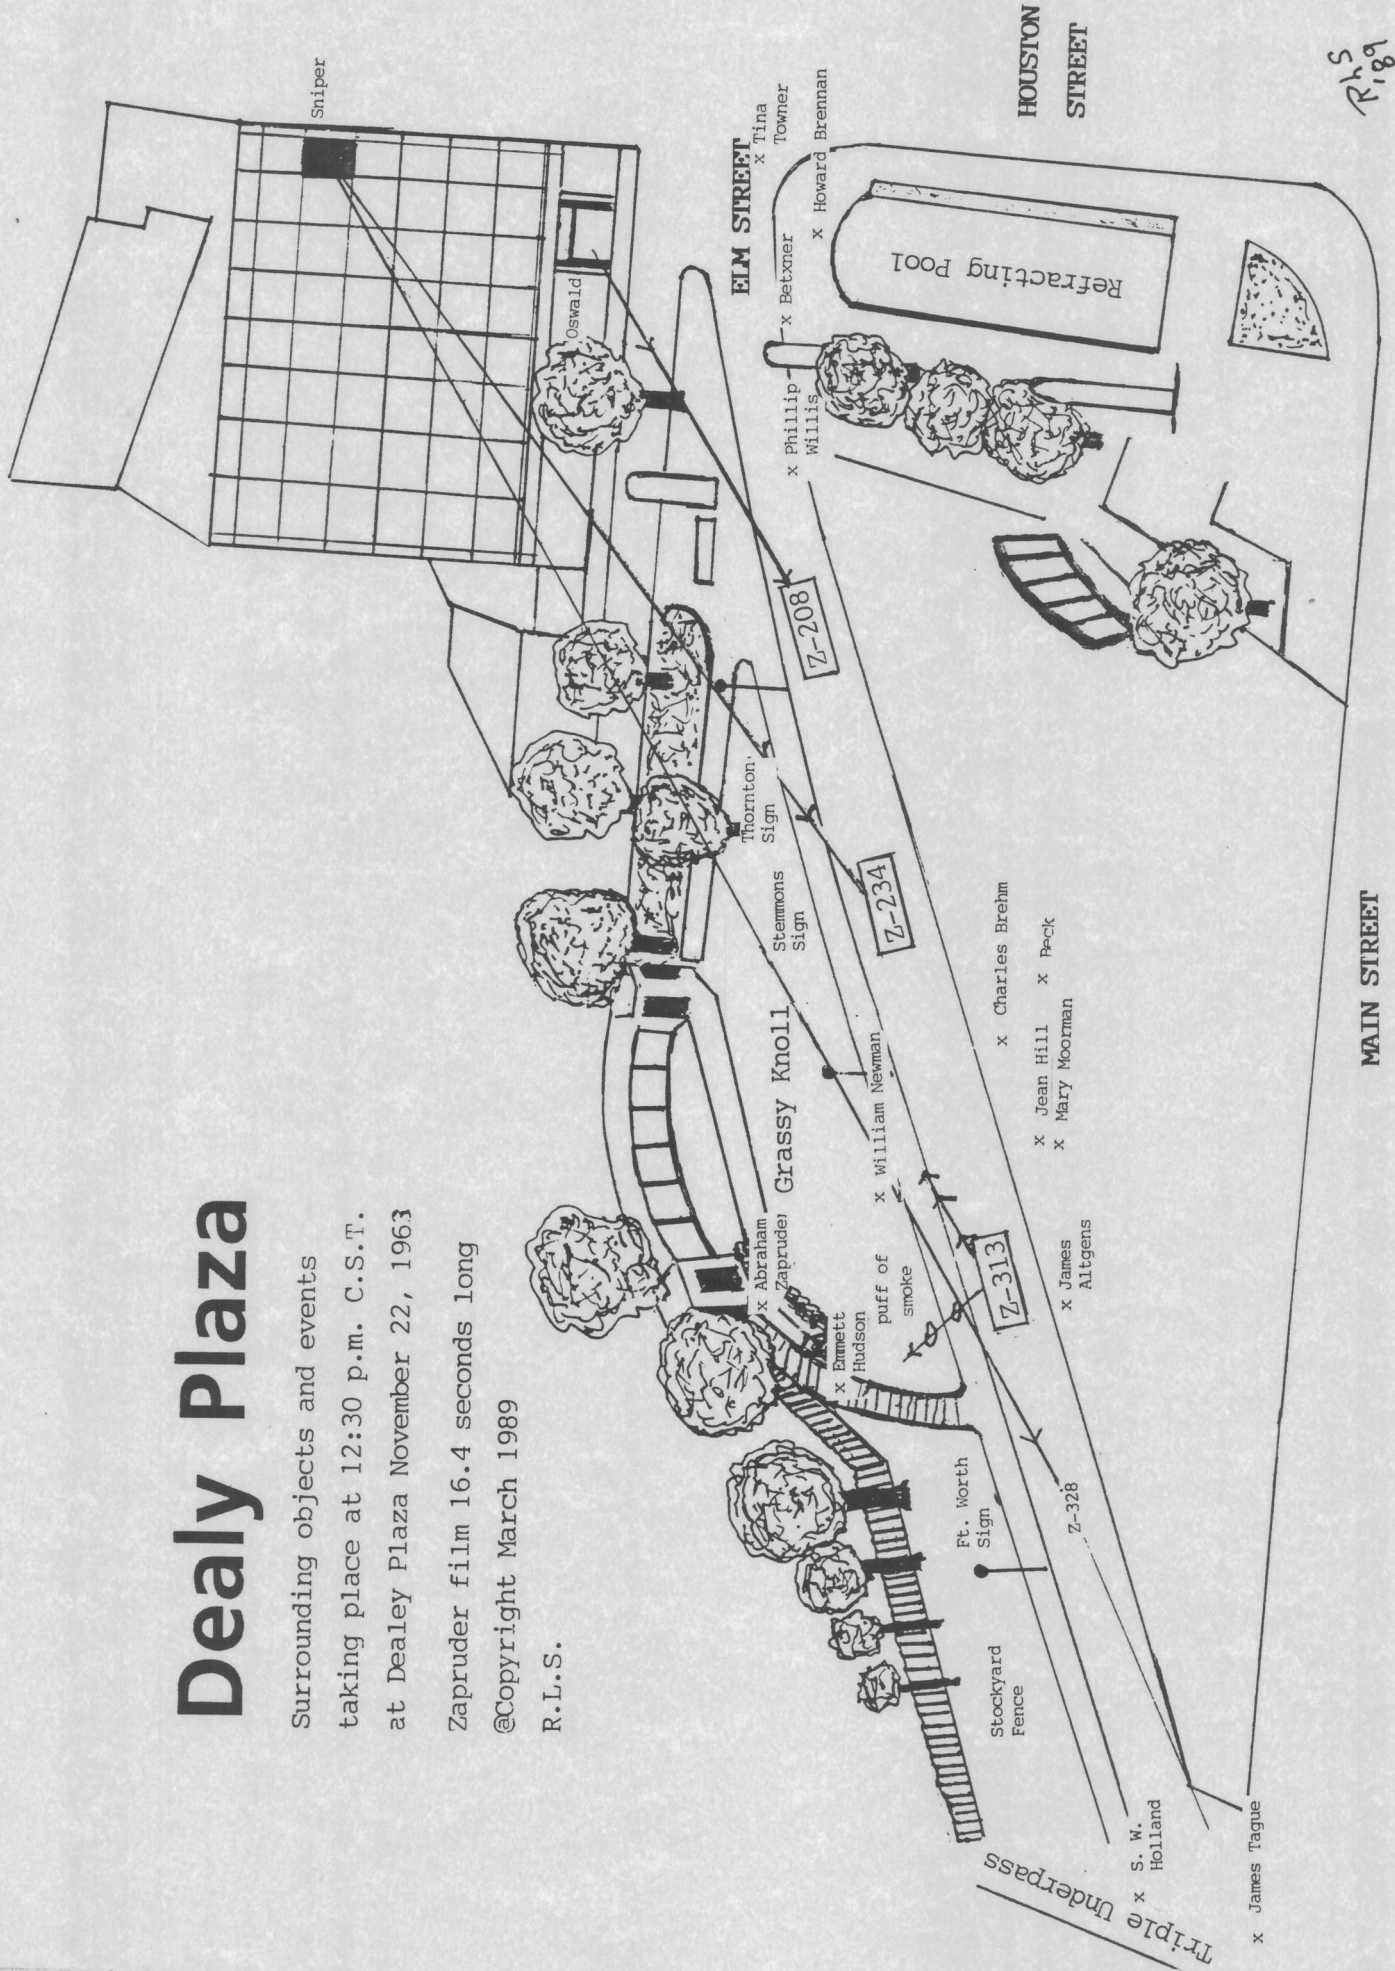 Dealy Plaza
Surrounding objects and events
taking place at 12:30 p.m. C.S.T.
at Dealey Plaza November 22, 1963
Zapruder film 16.4 seconds long
@Copyright March 1989
R.L.S.
Sniper
Oswald
ELM STREET
x Tina
Towner
x Howard Brennan
x Betxner
x Phillip
Willis
HOUSTON
STREET
Refracting Pool
Z-208
Thornton
Sign
Z-234
Stemmons
Sign
Grassy Knoll
x William Newman
x Abraham
Zapruder
x Emmett
Hudson
puff of
smoke
Z-313
x Charles Brehm
x Jean Hill
x Beck
x Mary Moorman
x James
Altgens
Ft. Worth
Sign
Z-328
Stockyard
Fence
Triple Underpass
x S. W.
Holland
x James Tague
MAIN STREET
RLS
'89